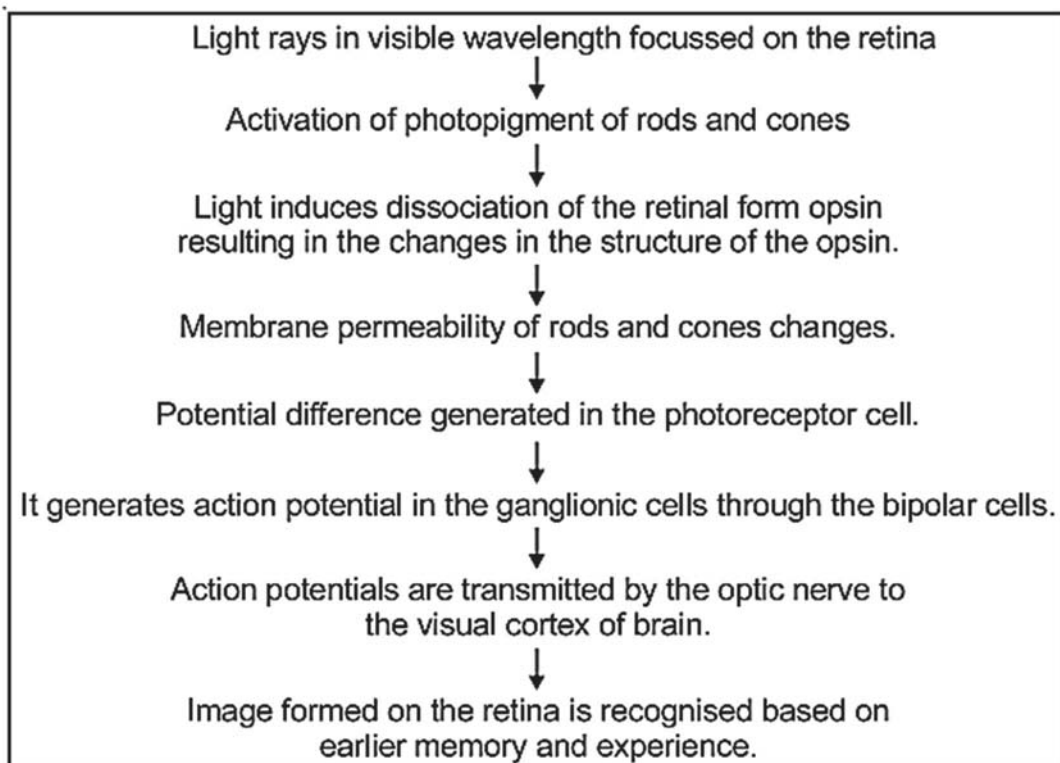 Light rays in visible wavelength focussed on the retina
Activation of photopigment of rods and cones
Light induces dissociation of the retinal form opsin
resulting in the changes in the structure of the opsin.
Membrane permeability of rods and cones changes.
Potential difference generated in the photoreceptor cell.
It generates action potential in the ganglionic cells through the bipolar cells.
Action potentials are transmitted by the optic nerve to
the visual cortex of brain.
Image formed on the retina is recognised based on
earlier memory and experience.